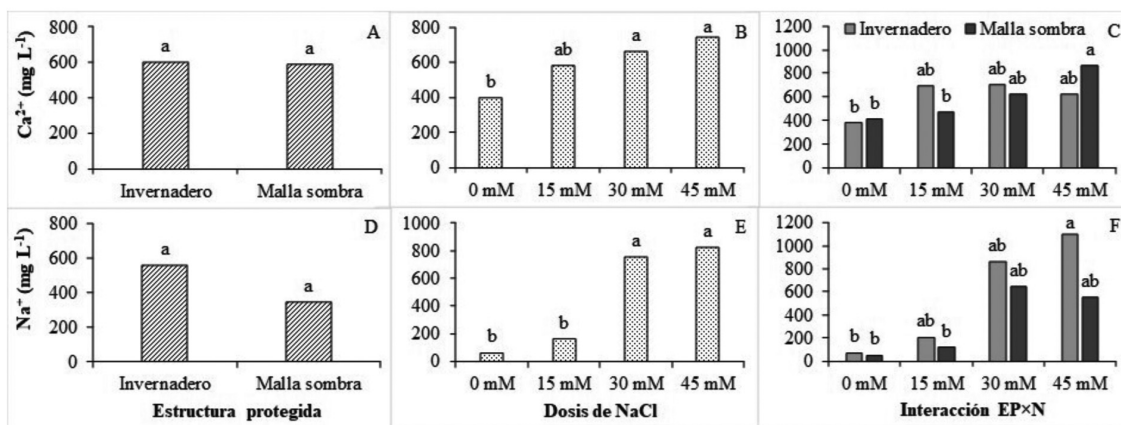 A
Ca²⁺ (mg L⁻¹)
800
600
400
200
0
a
a
Invernadero
Malla sombra
B
800
600
400
200
0
b
ab
a
a
0 mM
15 mM
30 mM
45 mM
Invernadero
Malla sombra
C
1200
1000
800
600
400
200
0
b
b
ab
b
ab
ab
ab
a
0 mM
15 mM
30 mM
45 mM
D
Na⁺ (mg L⁻¹)
800
600
400
200
0
a
a
Invernadero
Malla sombra
Estructura protegida
E
1000
800
600
400
200
0
b
b
a
a
0 mM
15 mM
30 mM
45 mM
Dosis de NaCl
F
1200
1000
800
600
400
200
0
b
b
ab
b
ab
ab
a
ab
0 mM
15 mM
30 mM
45 mM
Interacción EP×N